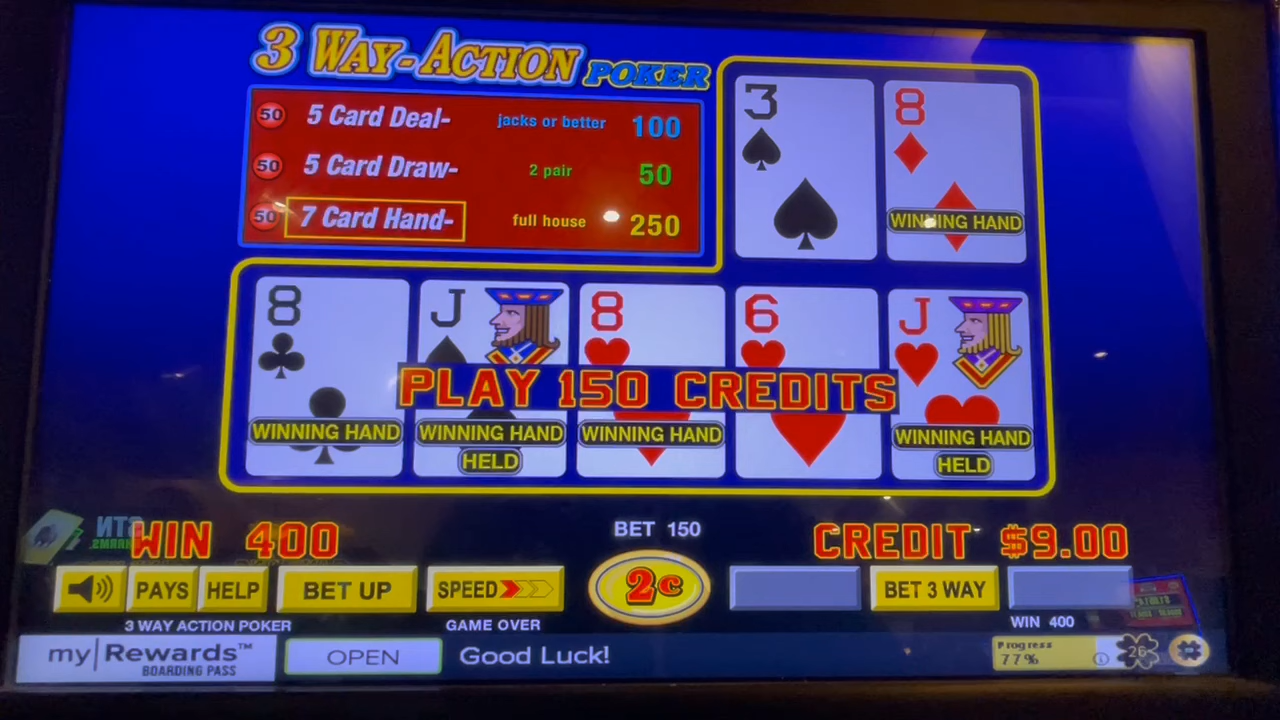 3 WAY-ACTION POKER
50 5 Card Deal- jacks or better 100
50 5 Card Draw- 2 pair 50
50 7 Card Hand- full house 250
3 8
WINNING HAND
8 J 8 6 J
PLAY 150 CREDITS
WINNING HAND WINNING HAND WINNING HAND WINNING HAND
HELD HELD
WIN 400 BET 150 CREDIT $9.00
PAYS HELP BET UP SPEED 2¢ BET 3 WAY
3 WAY ACTION POKER GAME OVER WIN 400
my|Rewards™ BOARDING PASS OPEN Good Luck! Progress 77% 26